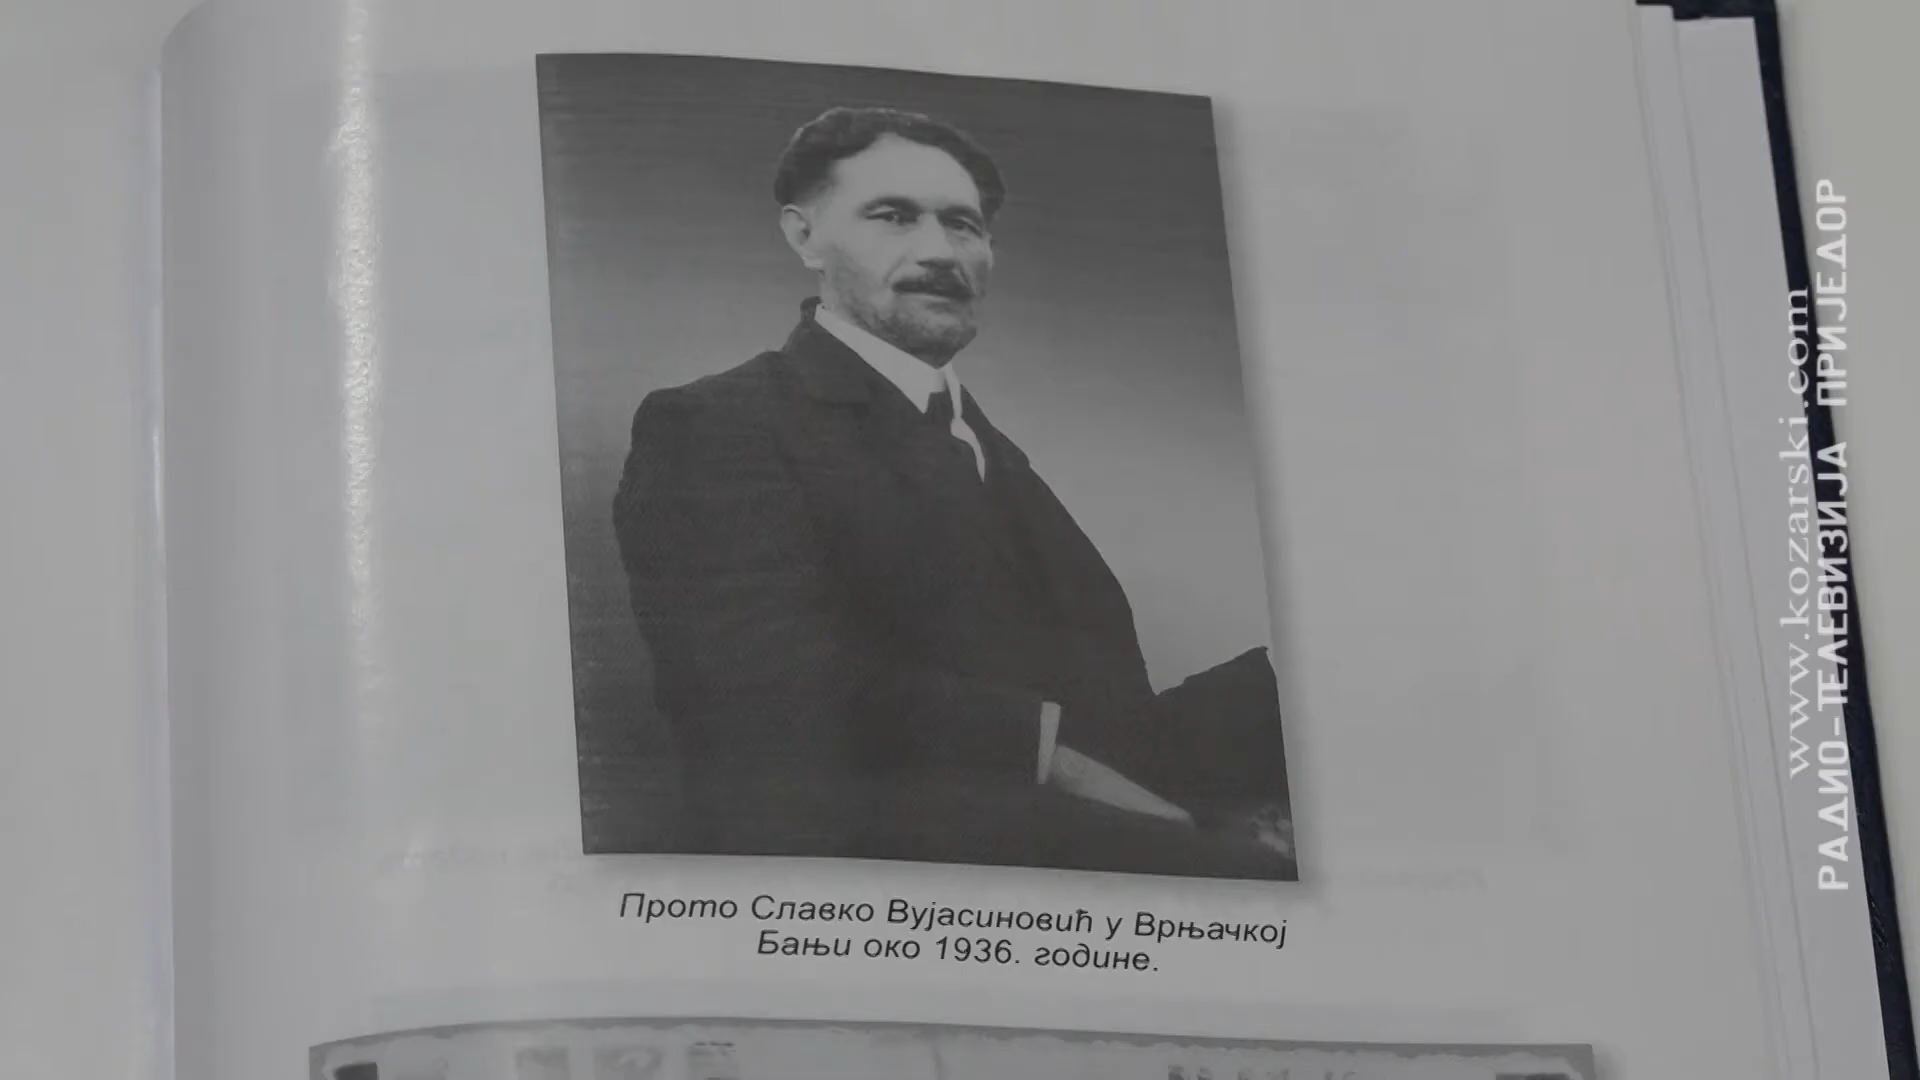 Прото Славко Вујасиновић у Врњачкој
Бањи око 1936. године.
www.kozarski.com
РАДИО-ТЕЛЕВИЗИЈА ПРИЈЕДОР